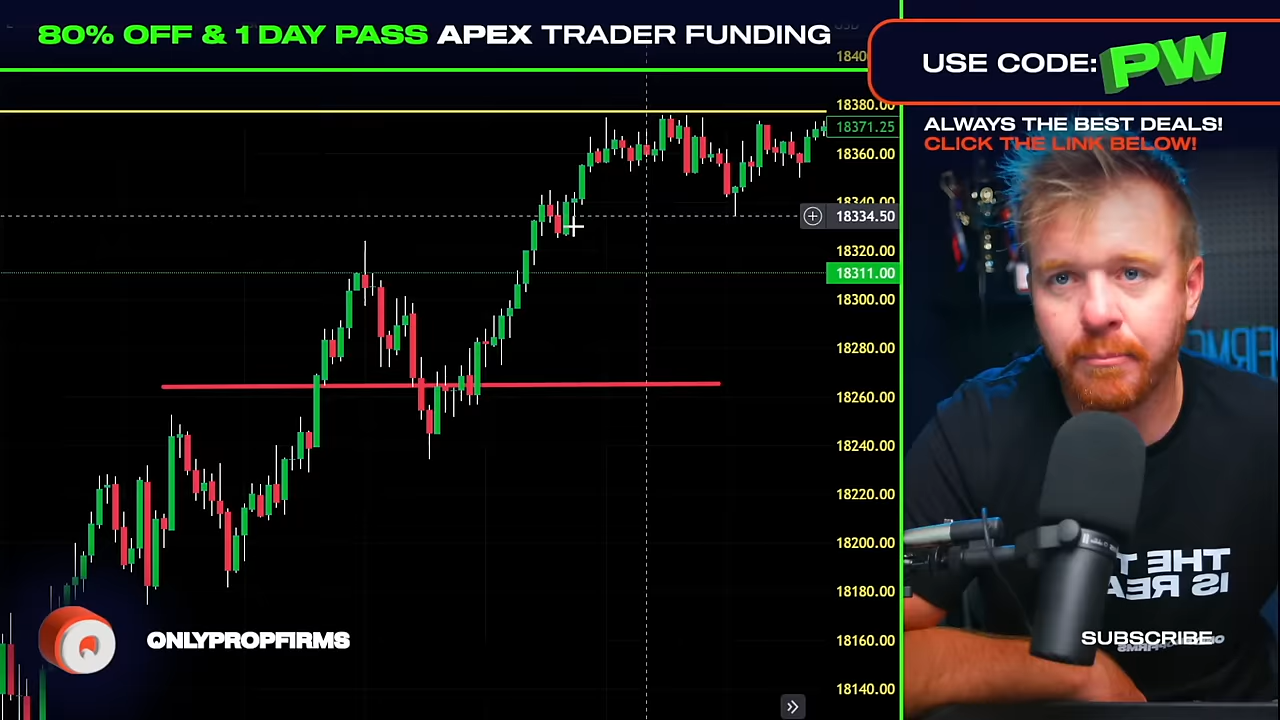 80% OFF & 1 DAY PASS APEX TRADER FUNDING
USE CODE: PW
ALWAYS THE BEST DEALS!
CLICK THE LINK BELOW!
18380.00
18371.25
18360.00
18340.00
18334.50
18320.00
18311.00
18300.00
18280.00
18260.00
18240.00
18220.00
18200.00
18180.00
18160.00
18140.00
ONLYPROPFIRMS
THE
SUBSCRIBE